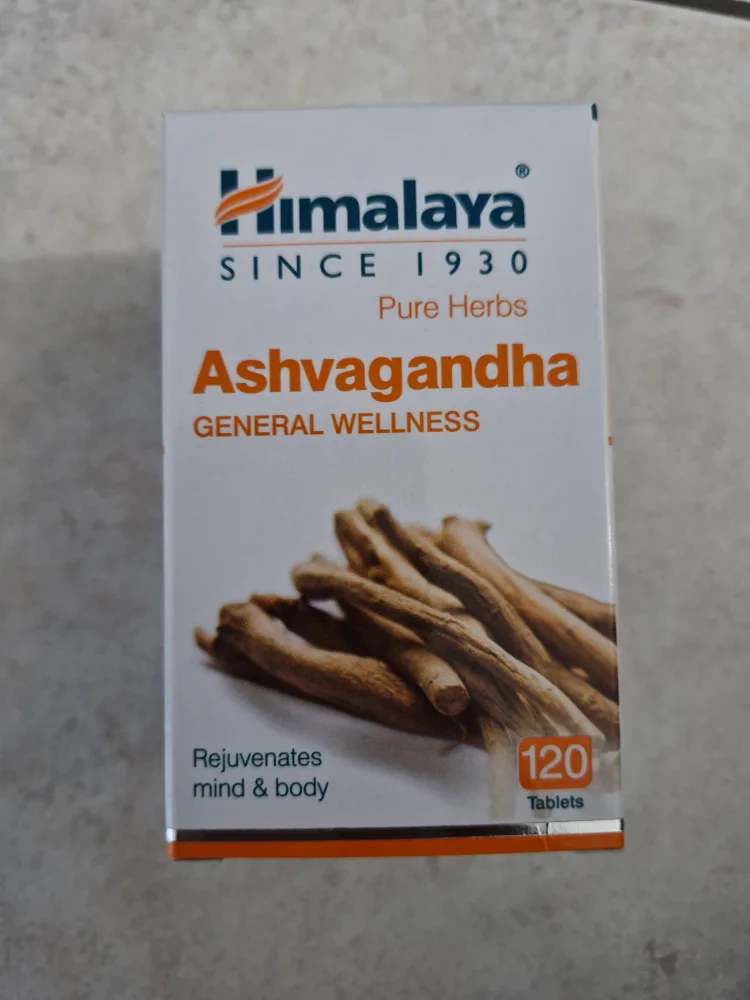 Himalaya®
SINCE 1930
Pure Herbs
Ashvagandha
GENERAL WELLNESS
Rejuvenates
mind & body
120
Tablets